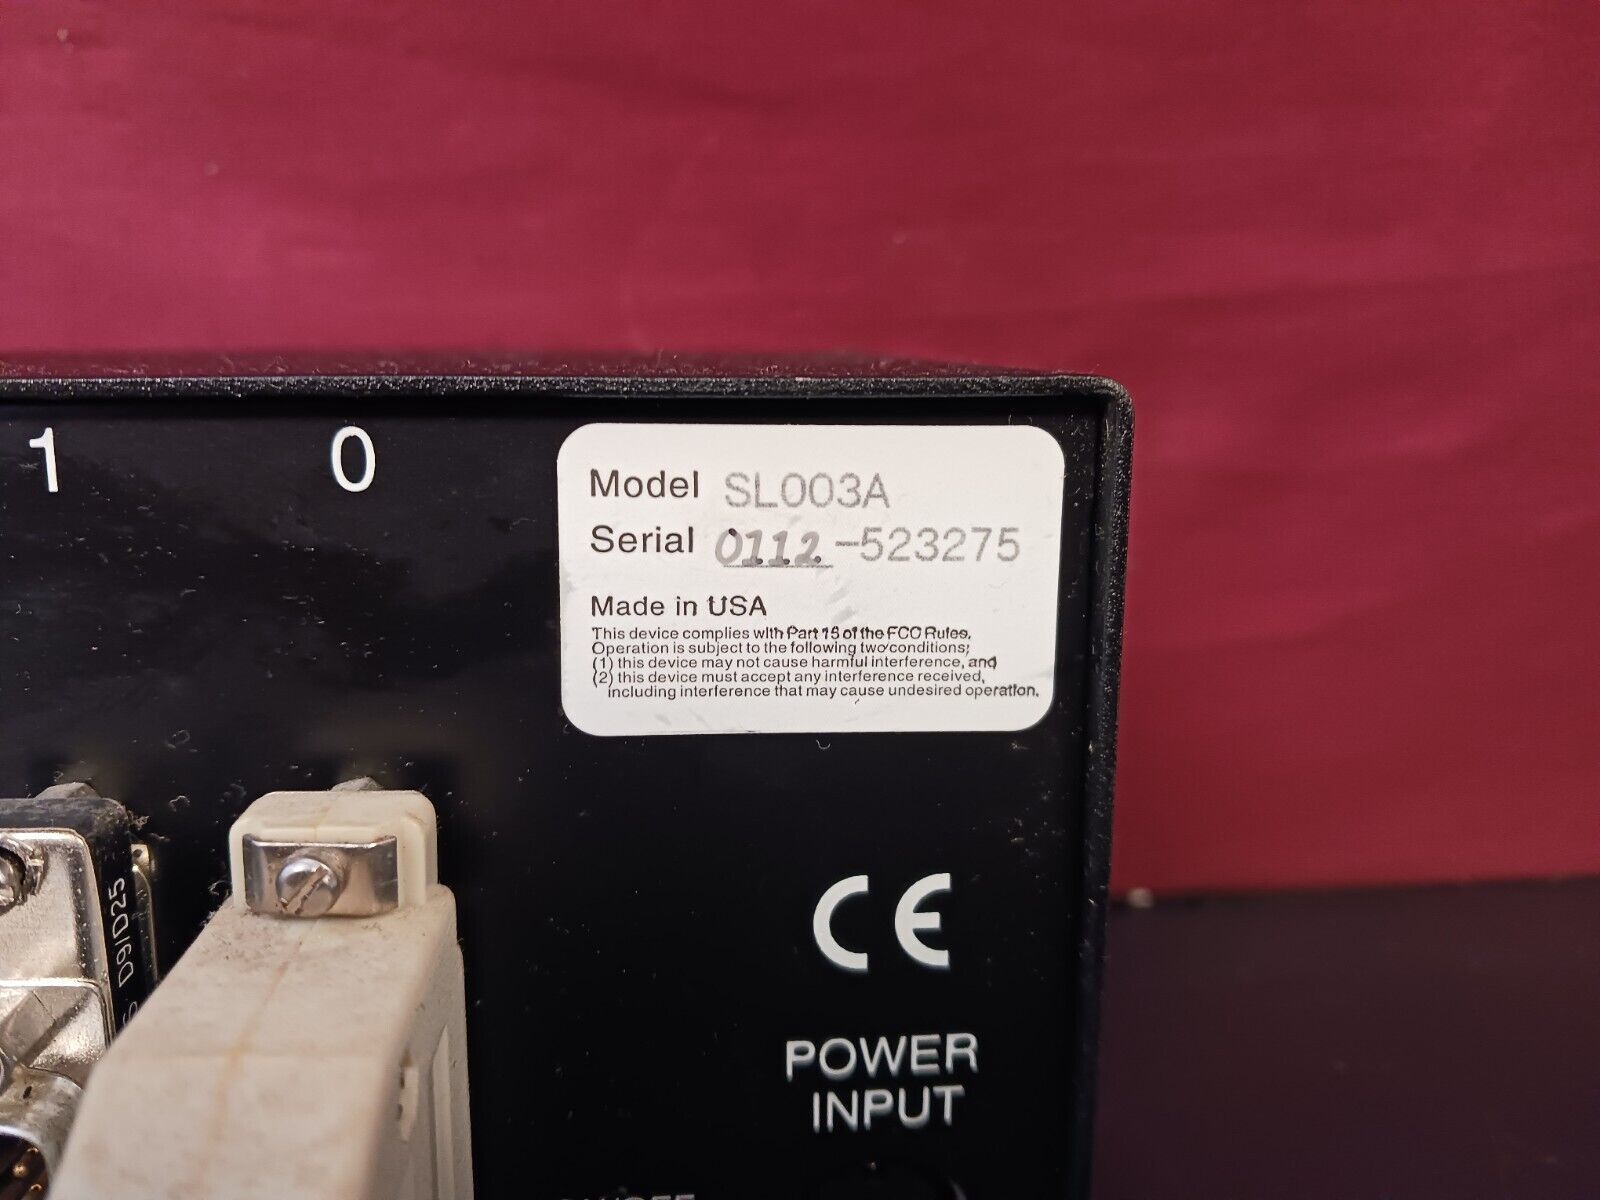 1 0
Model SL003A
Serial 0112-523275
Made in USA
This device complies with Part 15 of the FCC Rules.
Operation is subject to the following two conditions;
(1) this device may not cause harmful interference, and
(2) this device must accept any interference received,
including interference that may cause undesired operation.
D9/D25
CE
POWER
INPUT